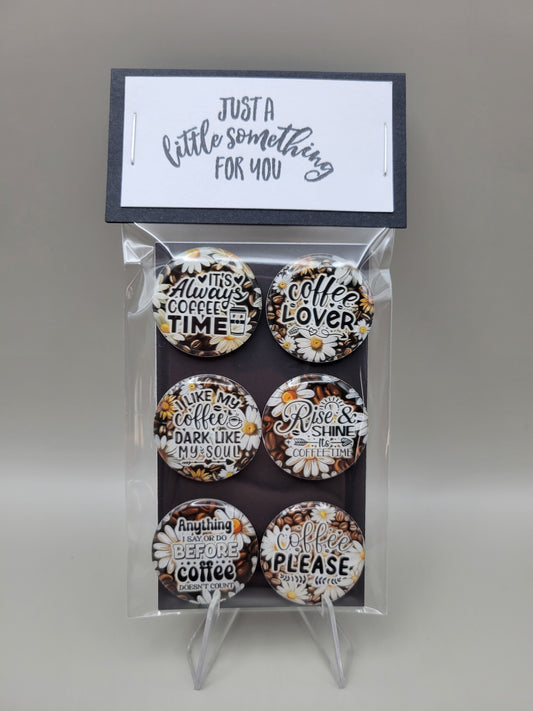 JUST A
little something
FOR YOU
IT'S
Always
COFFEE
TIME
Coffee
LOVER
I LIKE MY
Coffee
DARK LIKE
MY SOUL
Rise &
SHINE
It's
COFFEE TIME
Anything
I SAY OR DO
BEFORE
coffee
DOESN'T COUNT
Coffee
PLEASE